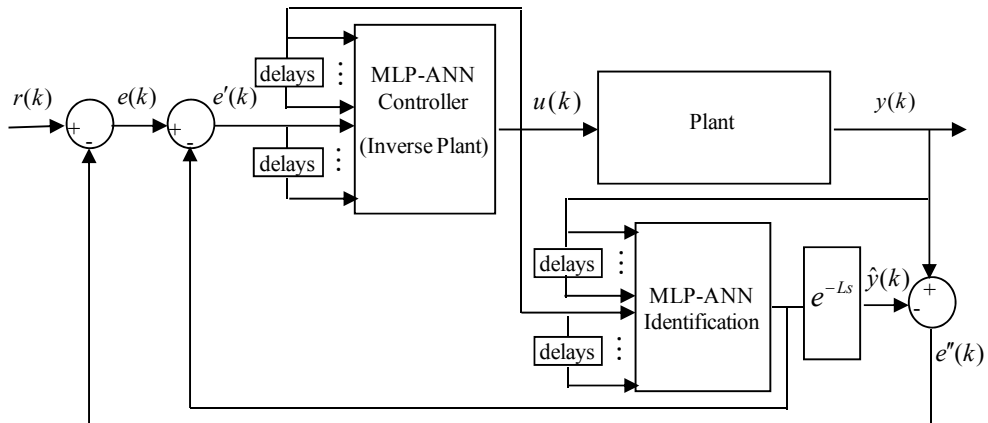 r(k)
+
-
e(k)
+
-
e′(k)
delays
⋮
delays
⋮
MLP-ANN
Controller
(Inverse Plant)
u(k)
Plant
y(k)
delays
⋮
delays
⋮
MLP-ANN
Identification
e^{-Ls}
ŷ(k)
+
-
e″(k)